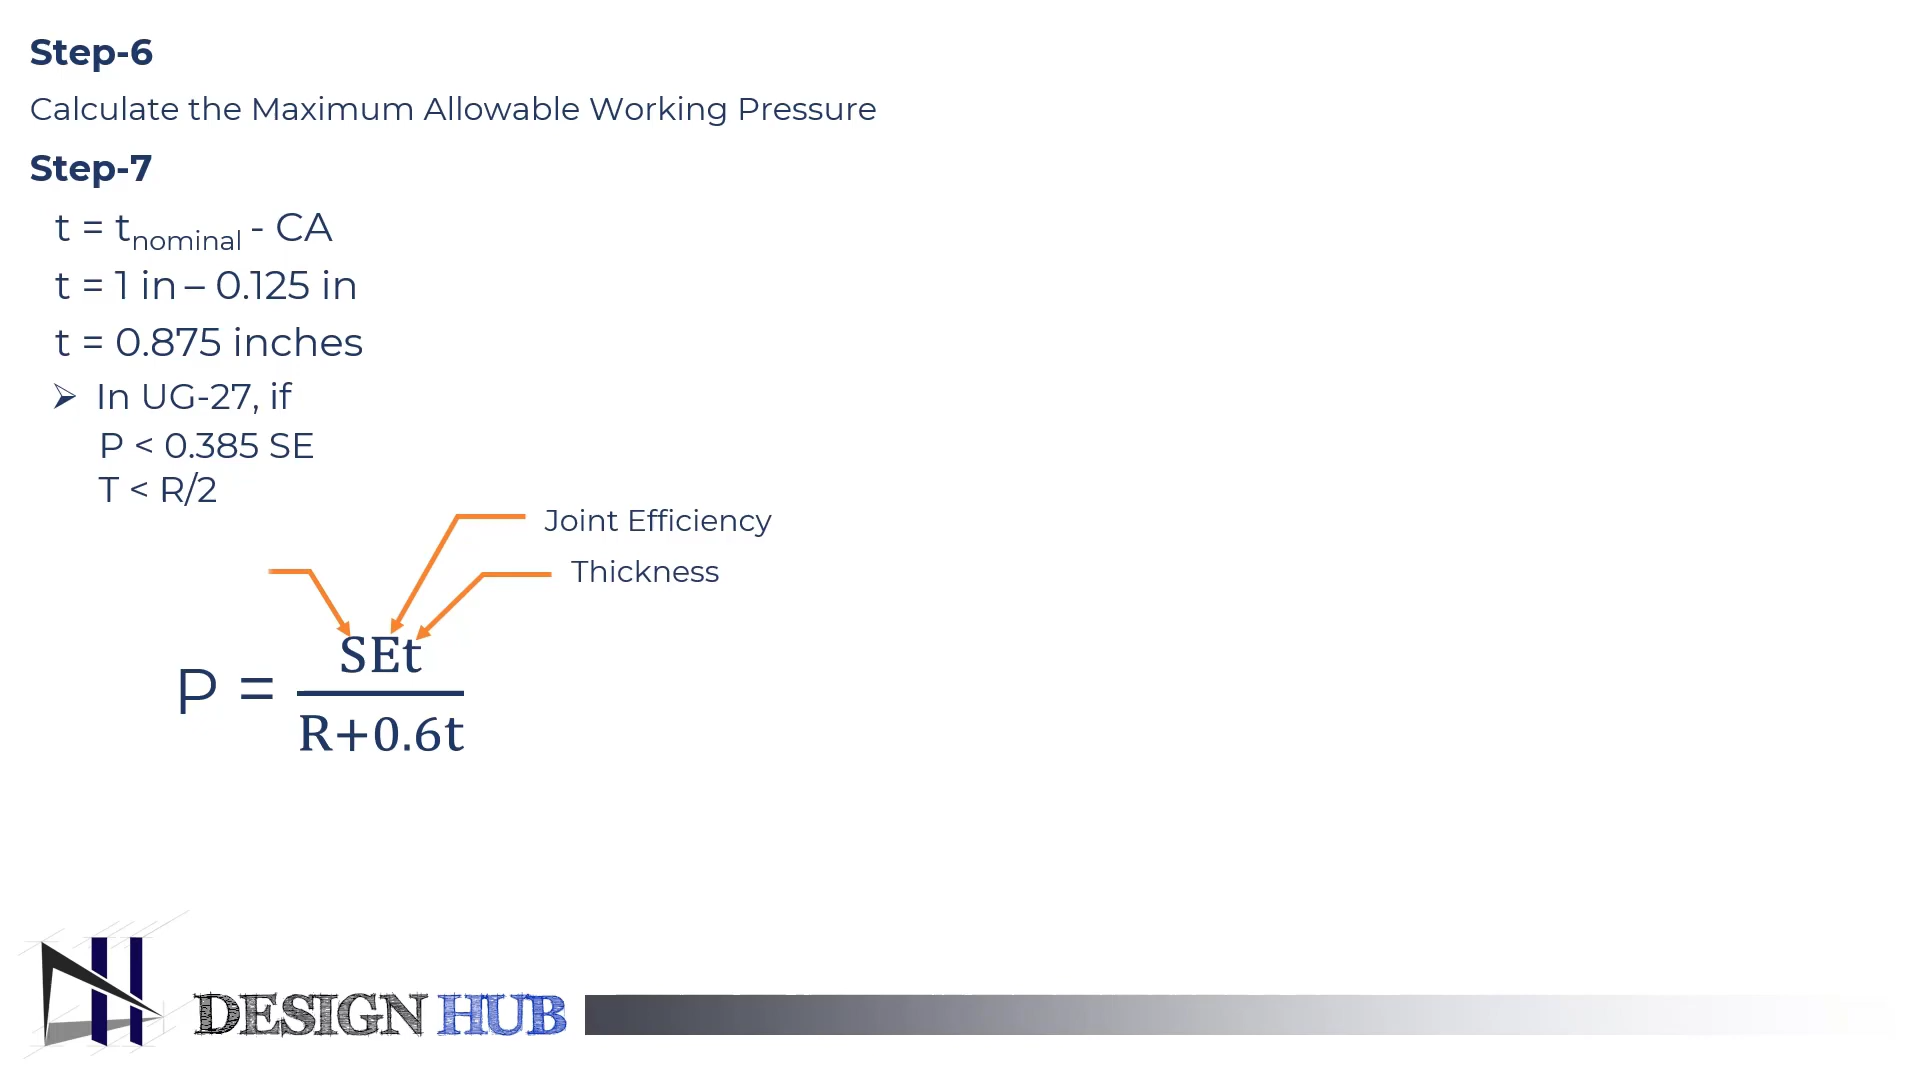 Step-6
Calculate the Maximum Allowable Working Pressure
Step-7
t = tnominal - CA
t = 1 in – 0.125 in
t = 0.875 inches
➢ In UG-27, if
P < 0.385 SE
T < R/2
Joint Efficiency
Thickness
P = SEt
R+0.6t
DESIGN HUB